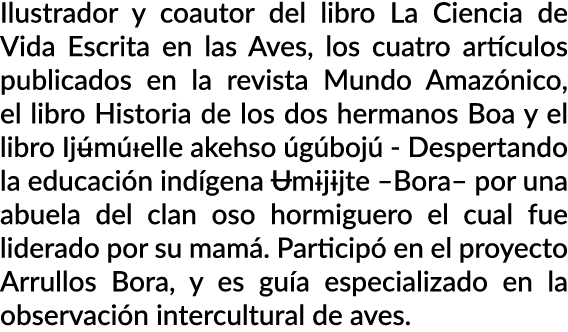 Ilustrador y coautor del libro La Ciencia de
Vida Escrita en las Aves, los cuatro artículos
publicados en la revista Mundo Amazónico,
el libro Historia de los dos hermanos Boa y el
libro Ijʉ́múɨelle akehso úgúbojú - Despertando
la educación indígena Ʉmɨjɨjte –Bora– por una
abuela del clan oso hormiguero el cual fue
liderado por su mamá. Participó en el proyecto
Arrullos Bora, y es guía especializado en la
observación intercultural de aves.